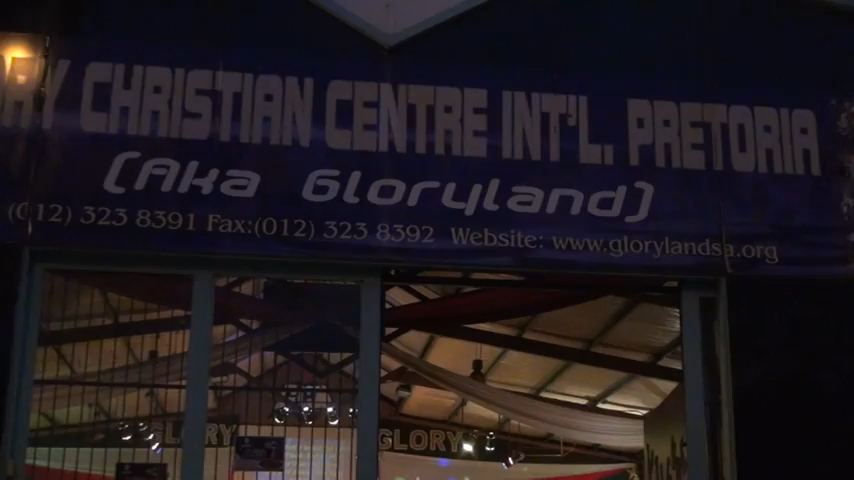 RY CHRISTIAN CENTRE INT'L. PRETORIA
(Aka Gloryland)
(012) 323 8391 Fax:(012) 323 8392 Website: www.glorylandsa.org
GLORY GLORY